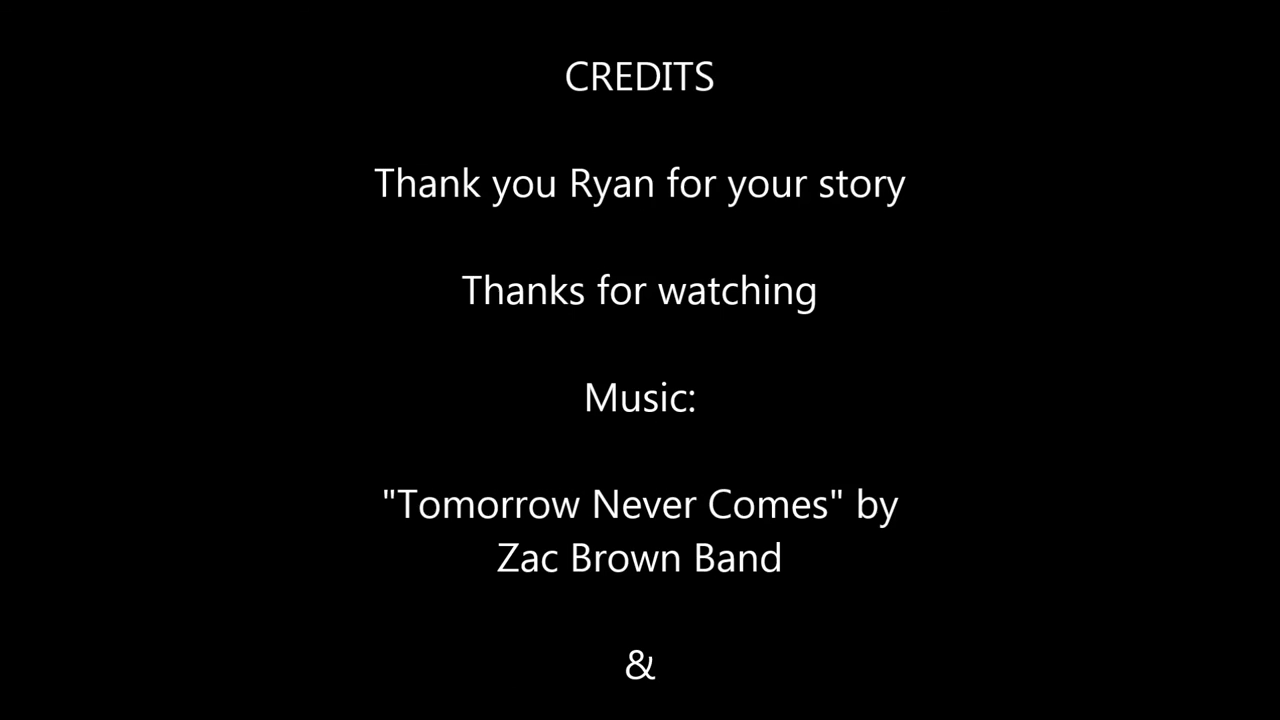 CREDITS
Thank you Ryan for your story
Thanks for watching
Music:
"Tomorrow Never Comes" by
Zac Brown Band
&